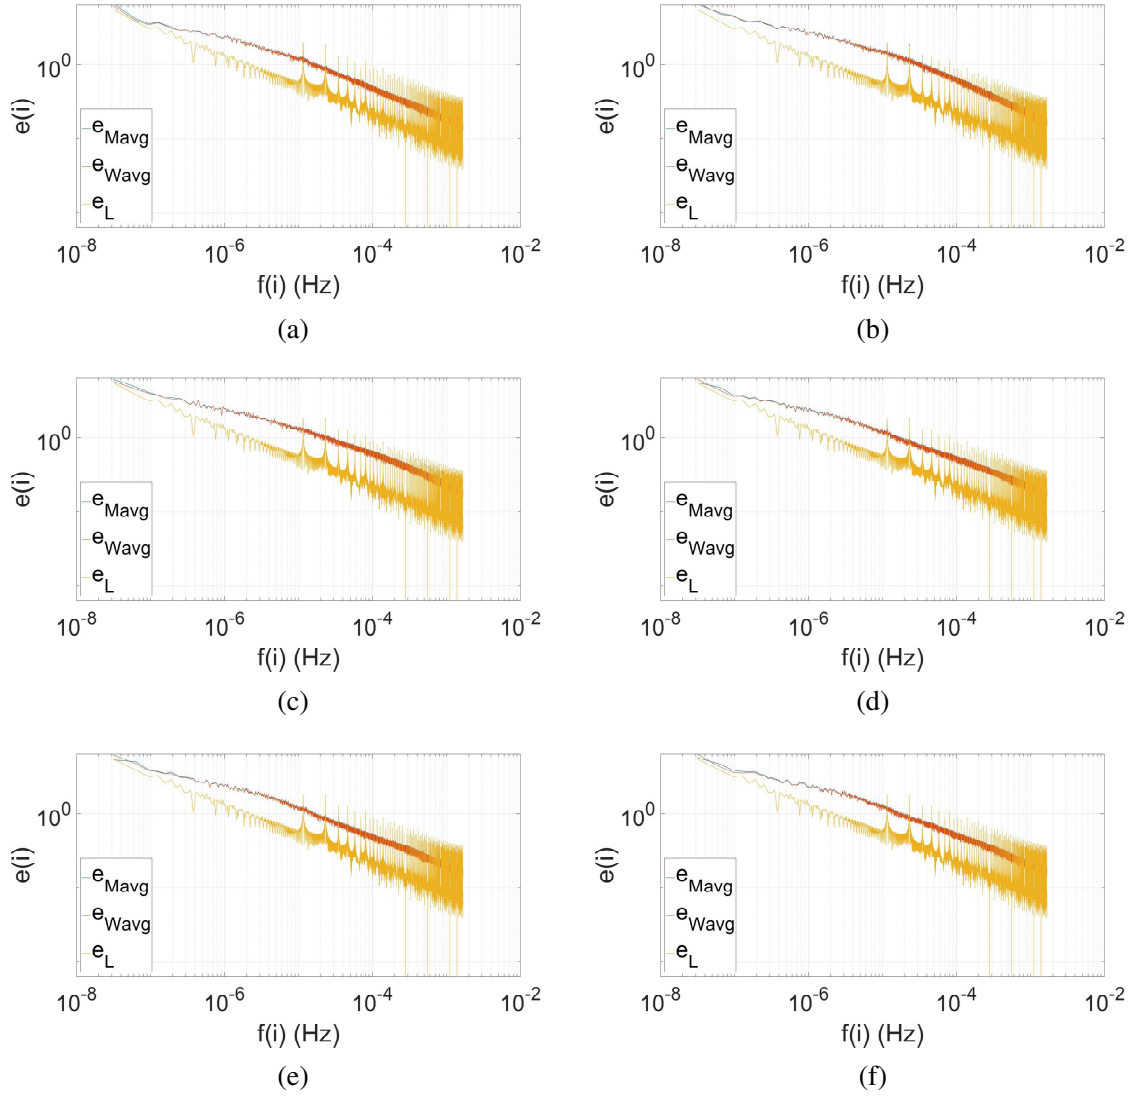 e(i)
10^0
e_Mavg
e_Wavg
e_L
10^-8 10^-6 10^-4 10^-2
f(i) (Hz)
(a)
e(i)
10^0
e_Mavg
e_Wavg
e_L
10^-8 10^-6 10^-4 10^-2
f(i) (Hz)
(b)
e(i)
10^0
e_Mavg
e_Wavg
e_L
10^-8 10^-6 10^-4 10^-2
f(i) (Hz)
(c)
e(i)
10^0
e_Mavg
e_Wavg
e_L
10^-8 10^-6 10^-4 10^-2
f(i) (Hz)
(d)
e(i)
10^0
e_Mavg
e_Wavg
e_L
10^-8 10^-6 10^-4 10^-2
f(i) (Hz)
(e)
e(i)
10^0
e_Mavg
e_Wavg
e_L
10^-8 10^-6 10^-4 10^-2
f(i) (Hz)
(f)